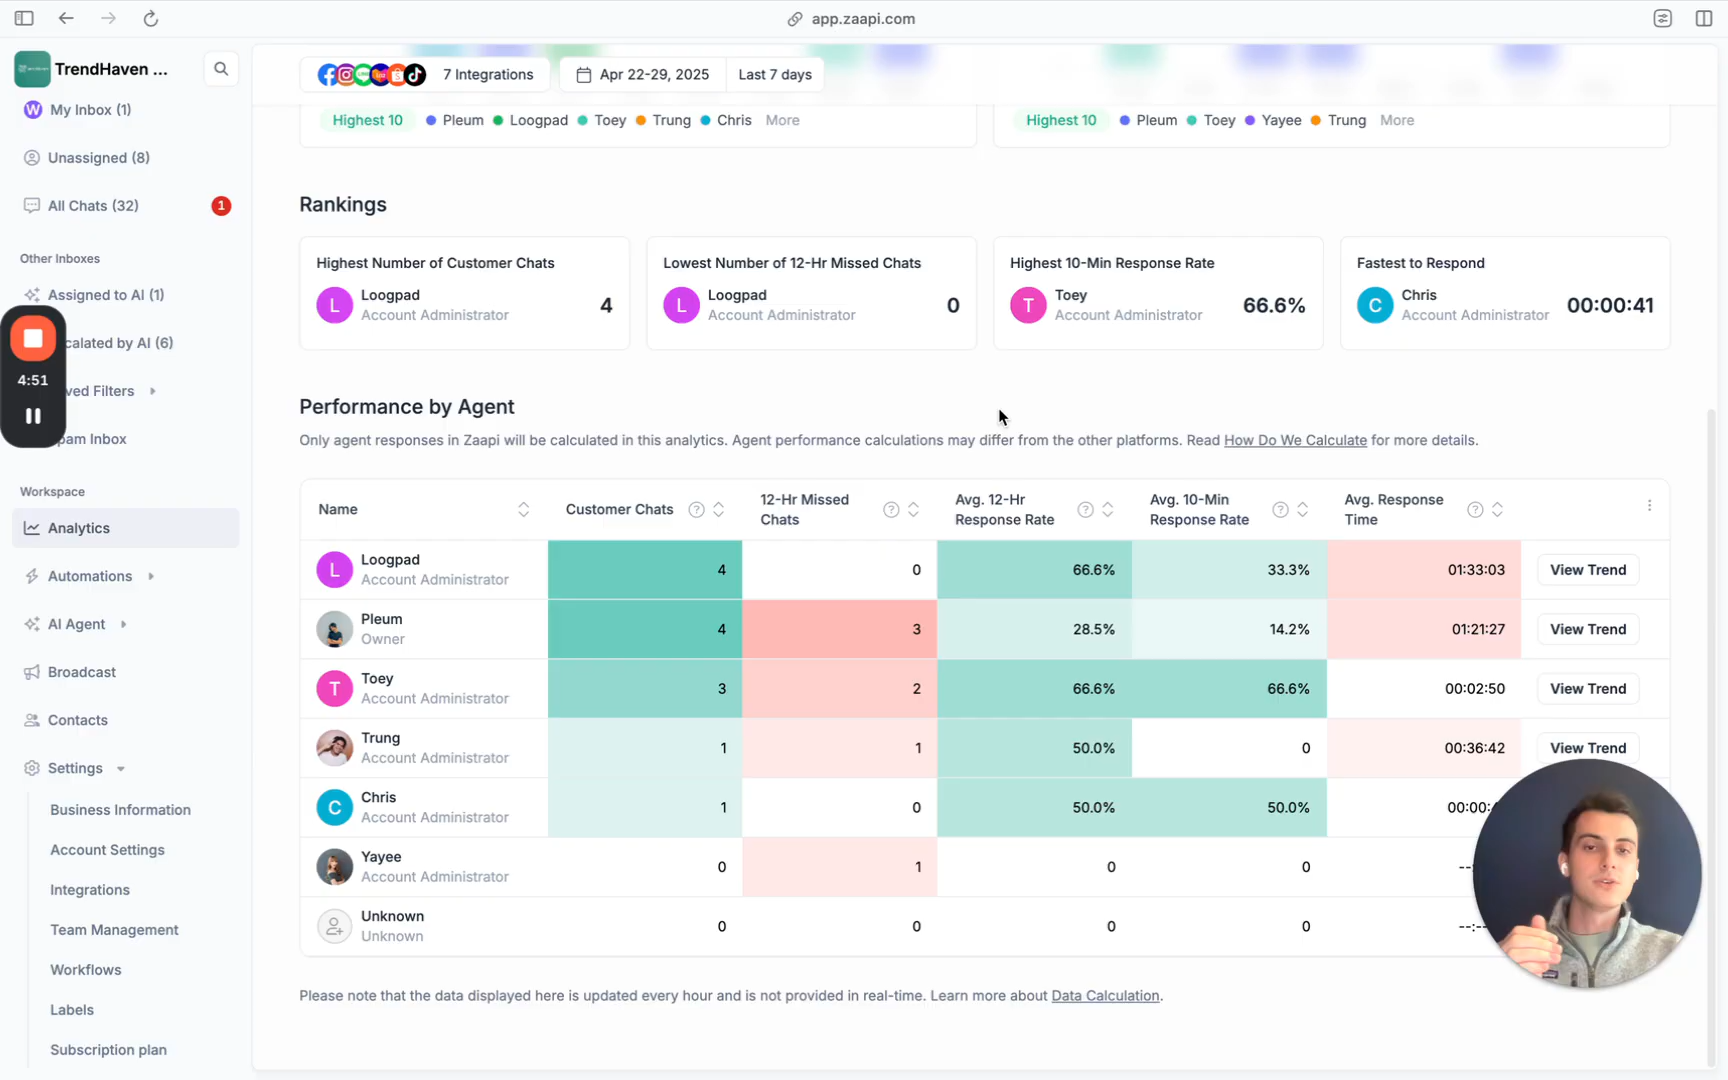 app.zaapi.com
TrendHaven ...
My Inbox (1)
Unassigned (8)
All Chats (32)
1
Other Inboxes
Assigned to AI (1)
calated by AI (6)
ved Filters
pam Inbox
4:51
Workspace
Analytics
Automations
AI Agent
Broadcast
Contacts
Settings
Business Information
Account Settings
Integrations
Team Management
Workflows
Labels
Subscription plan
7 Integrations
Apr 22-29, 2025
Last 7 days
Highest 10 Pleum Loogpad Toey Trung Chris More
Highest 10 Pleum Toey Yayee Trung More
Rankings
Highest Number of Customer Chats
L Loogpad
Account Administrator
4
Lowest Number of 12-Hr Missed Chats
L Loogpad
Account Administrator
0
Highest 10-Min Response Rate
T Toey
Account Administrator
66.6%
Fastest to Respond
C Chris
Account Administrator
00:00:41
Performance by Agent
Only agent responses in Zaapi will be calculated in this analytics. Agent performance calculations may differ from the other platforms. Read How Do We Calculate for more details.
Name
Customer Chats
12-Hr Missed
Chats
Avg. 12-Hr
Response Rate
Avg. 10-Min
Response Rate
Avg. Response
Time
L Loogpad
Account Administrator
4 0 66.6% 33.3% 01:33:03 View Trend
Pleum
Owner
4 3 28.5% 14.2% 01:21:27 View Trend
T Toey
Account Administrator
3 2 66.6% 66.6% 00:02:50 View Trend
Trung
Account Administrator
1 1 50.0% 0 00:36:42 View Trend
C Chris
Account Administrator
1 0 50.0% 50.0% 00:00:
Yayee
Account Administrator
0 1 0 0 --:
Unknown
Unknown
0 0 0 0 --:--
Please note that the data displayed here is updated every hour and is not provided in real-time. Learn more about Data Calculation.